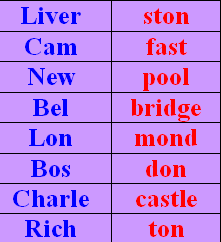 Liver ston
Cam fast
New pool
Bel bridge
Lon mond
Bos don
Charle castle
Rich ton